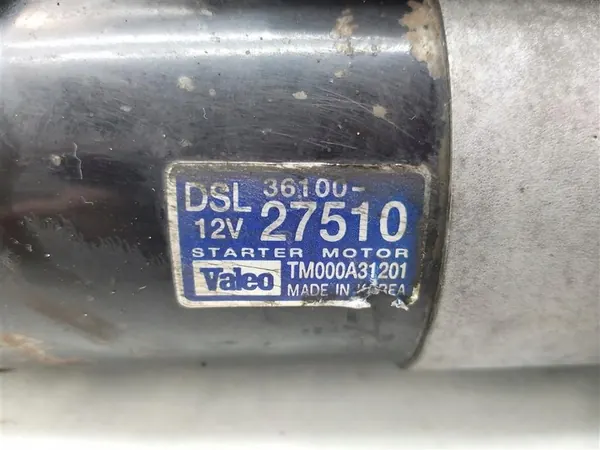 DSL 36100-
12V 27510
STARTER MOTOR
Valeo TM000A31201
MADE IN KOREA